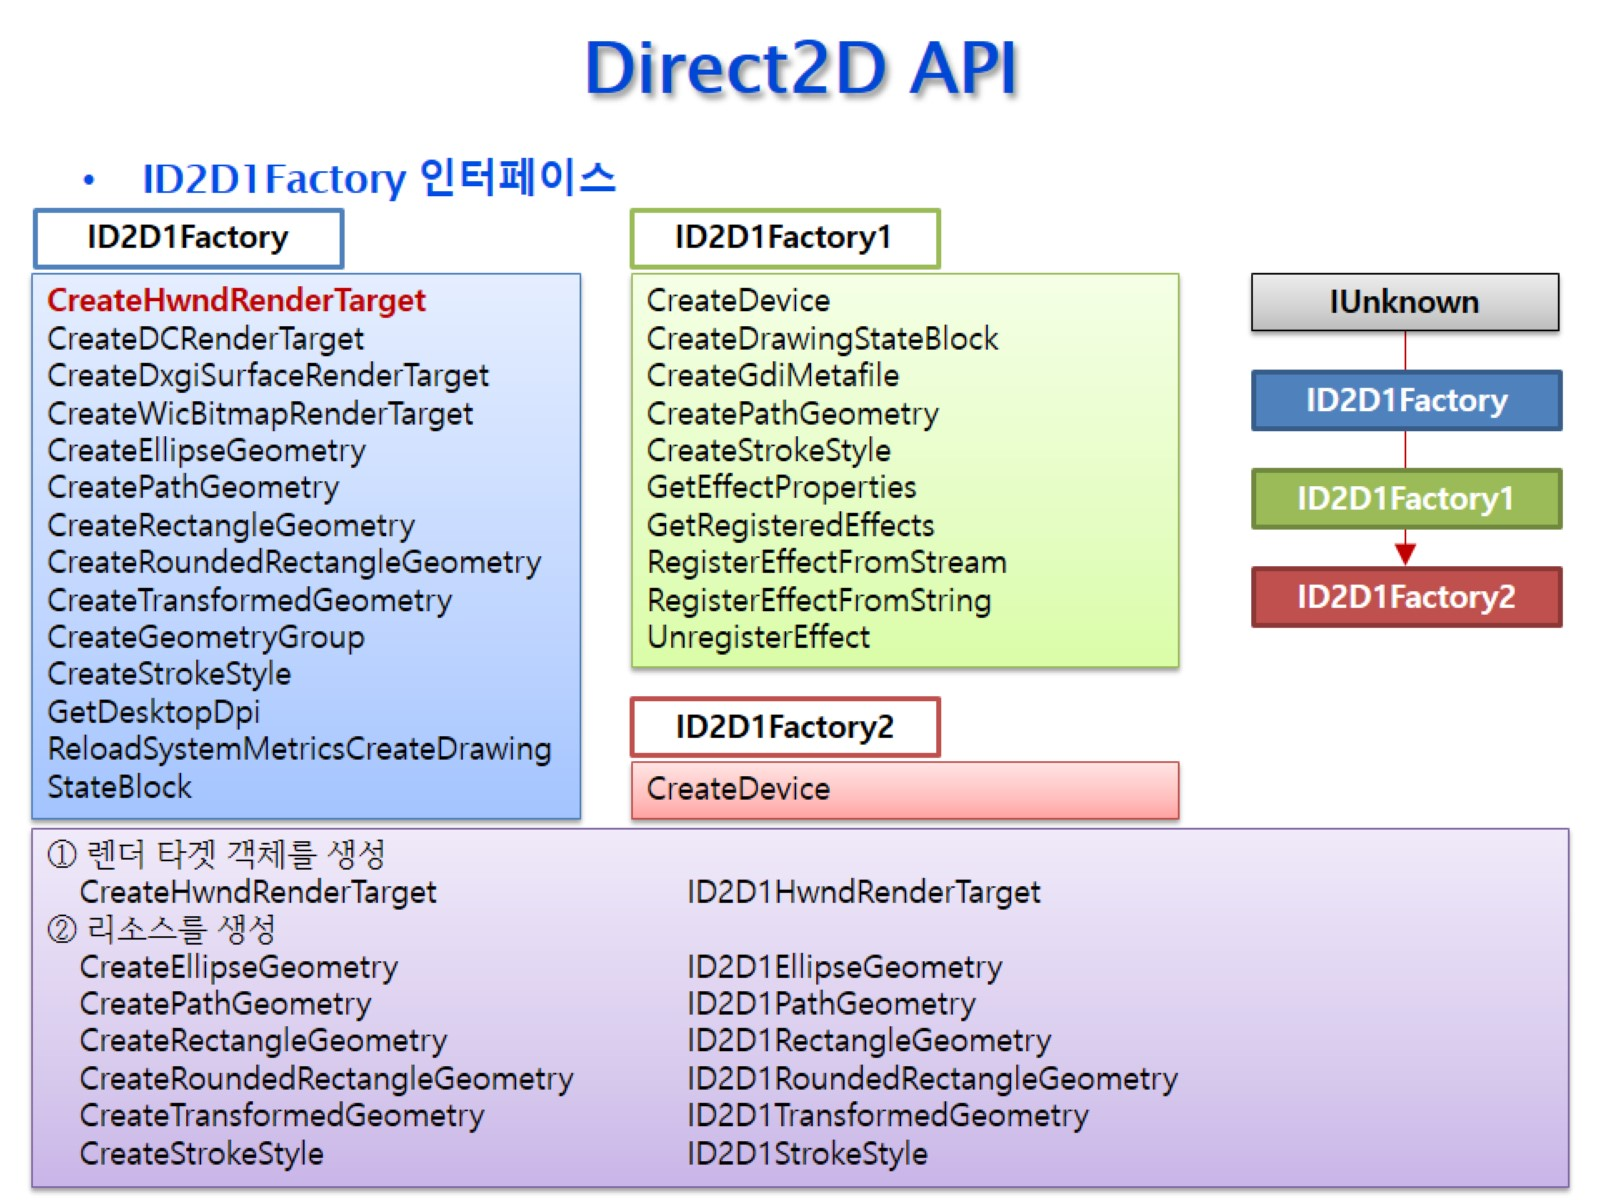 Direct2D API
• ID2D1Factory 인터페이스
ID2D1Factory
CreateHwndRenderTarget
CreateDCRenderTarget
CreateDxgiSurfaceRenderTarget
CreateWicBitmapRenderTarget
CreateEllipseGeometry
CreatePathGeometry
CreateRectangleGeometry
CreateRoundedRectangleGeometry
CreateTransformedGeometry
CreateGeometryGroup
CreateStrokeStyle
GetDesktopDpi
ReloadSystemMetricsCreateDrawing
StateBlock
ID2D1Factory1
CreateDevice
CreateDrawingStateBlock
CreateGdiMetafile
CreatePathGeometry
CreateStrokeStyle
GetEffectProperties
GetRegisteredEffects
RegisterEffectFromStream
RegisterEffectFromString
UnregisterEffect
ID2D1Factory2
CreateDevice
IUnknown
ID2D1Factory
ID2D1Factory1
ID2D1Factory2
① 렌더 타겟 객체를 생성
CreateHwndRenderTarget ID2D1HwndRenderTarget
② 리소스를 생성
CreateEllipseGeometry ID2D1EllipseGeometry
CreatePathGeometry ID2D1PathGeometry
CreateRectangleGeometry ID2D1RectangleGeometry
CreateRoundedRectangleGeometry ID2D1RoundedRectangleGeometry
CreateTransformedGeometry ID2D1TransformedGeometry
CreateStrokeStyle ID2D1StrokeStyle